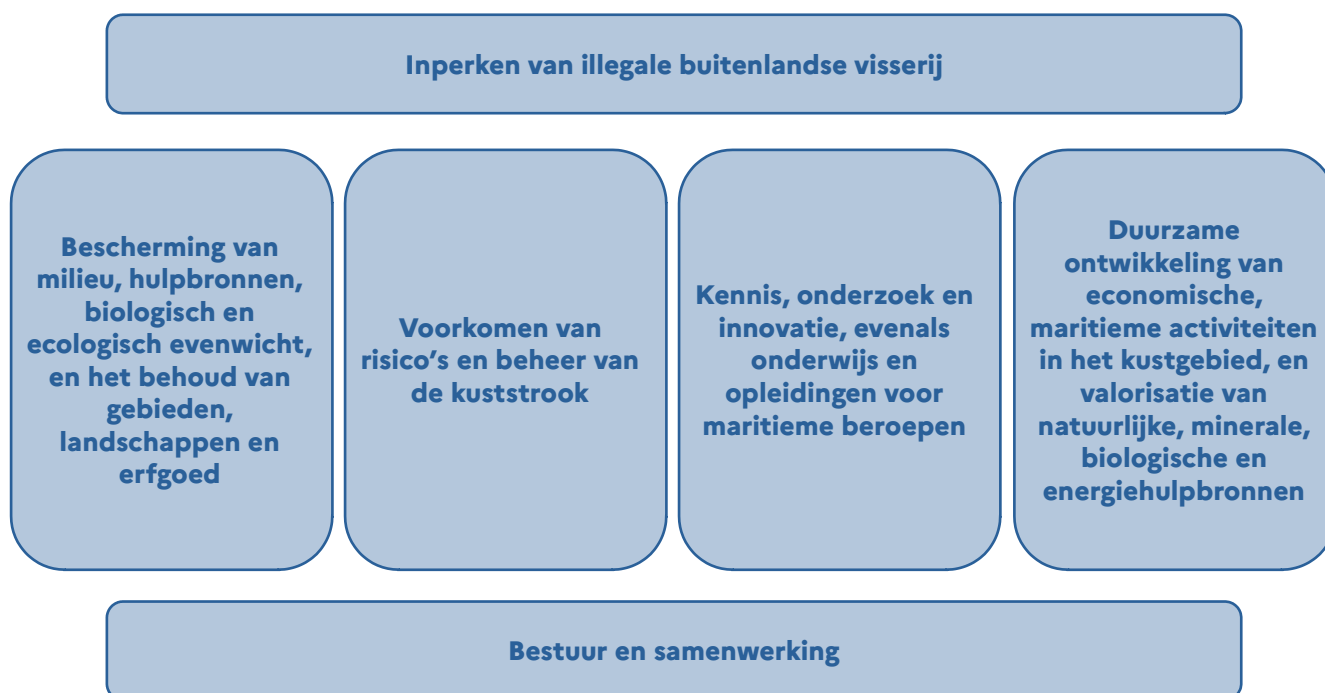 Inperken van illegale buitenlandse visserij
Bescherming van
milieu, hulpbronnen,
biologisch en
ecologisch evenwicht,
en het behoud van
gebieden,
landschappen en
erfgoed
Voorkomen van
risico’s en beheer van
de kuststrook
Kennis, onderzoek en
innovatie, evenals
onderwijs en
opleidingen voor
maritieme beroepen
Duurzame
ontwikkeling van
economische,
maritieme activiteiten
in het kustgebied, en
valorisatie van
natuurlijke, minerale,
biologische en
energiehulpbronnen
Bestuur en samenwerking